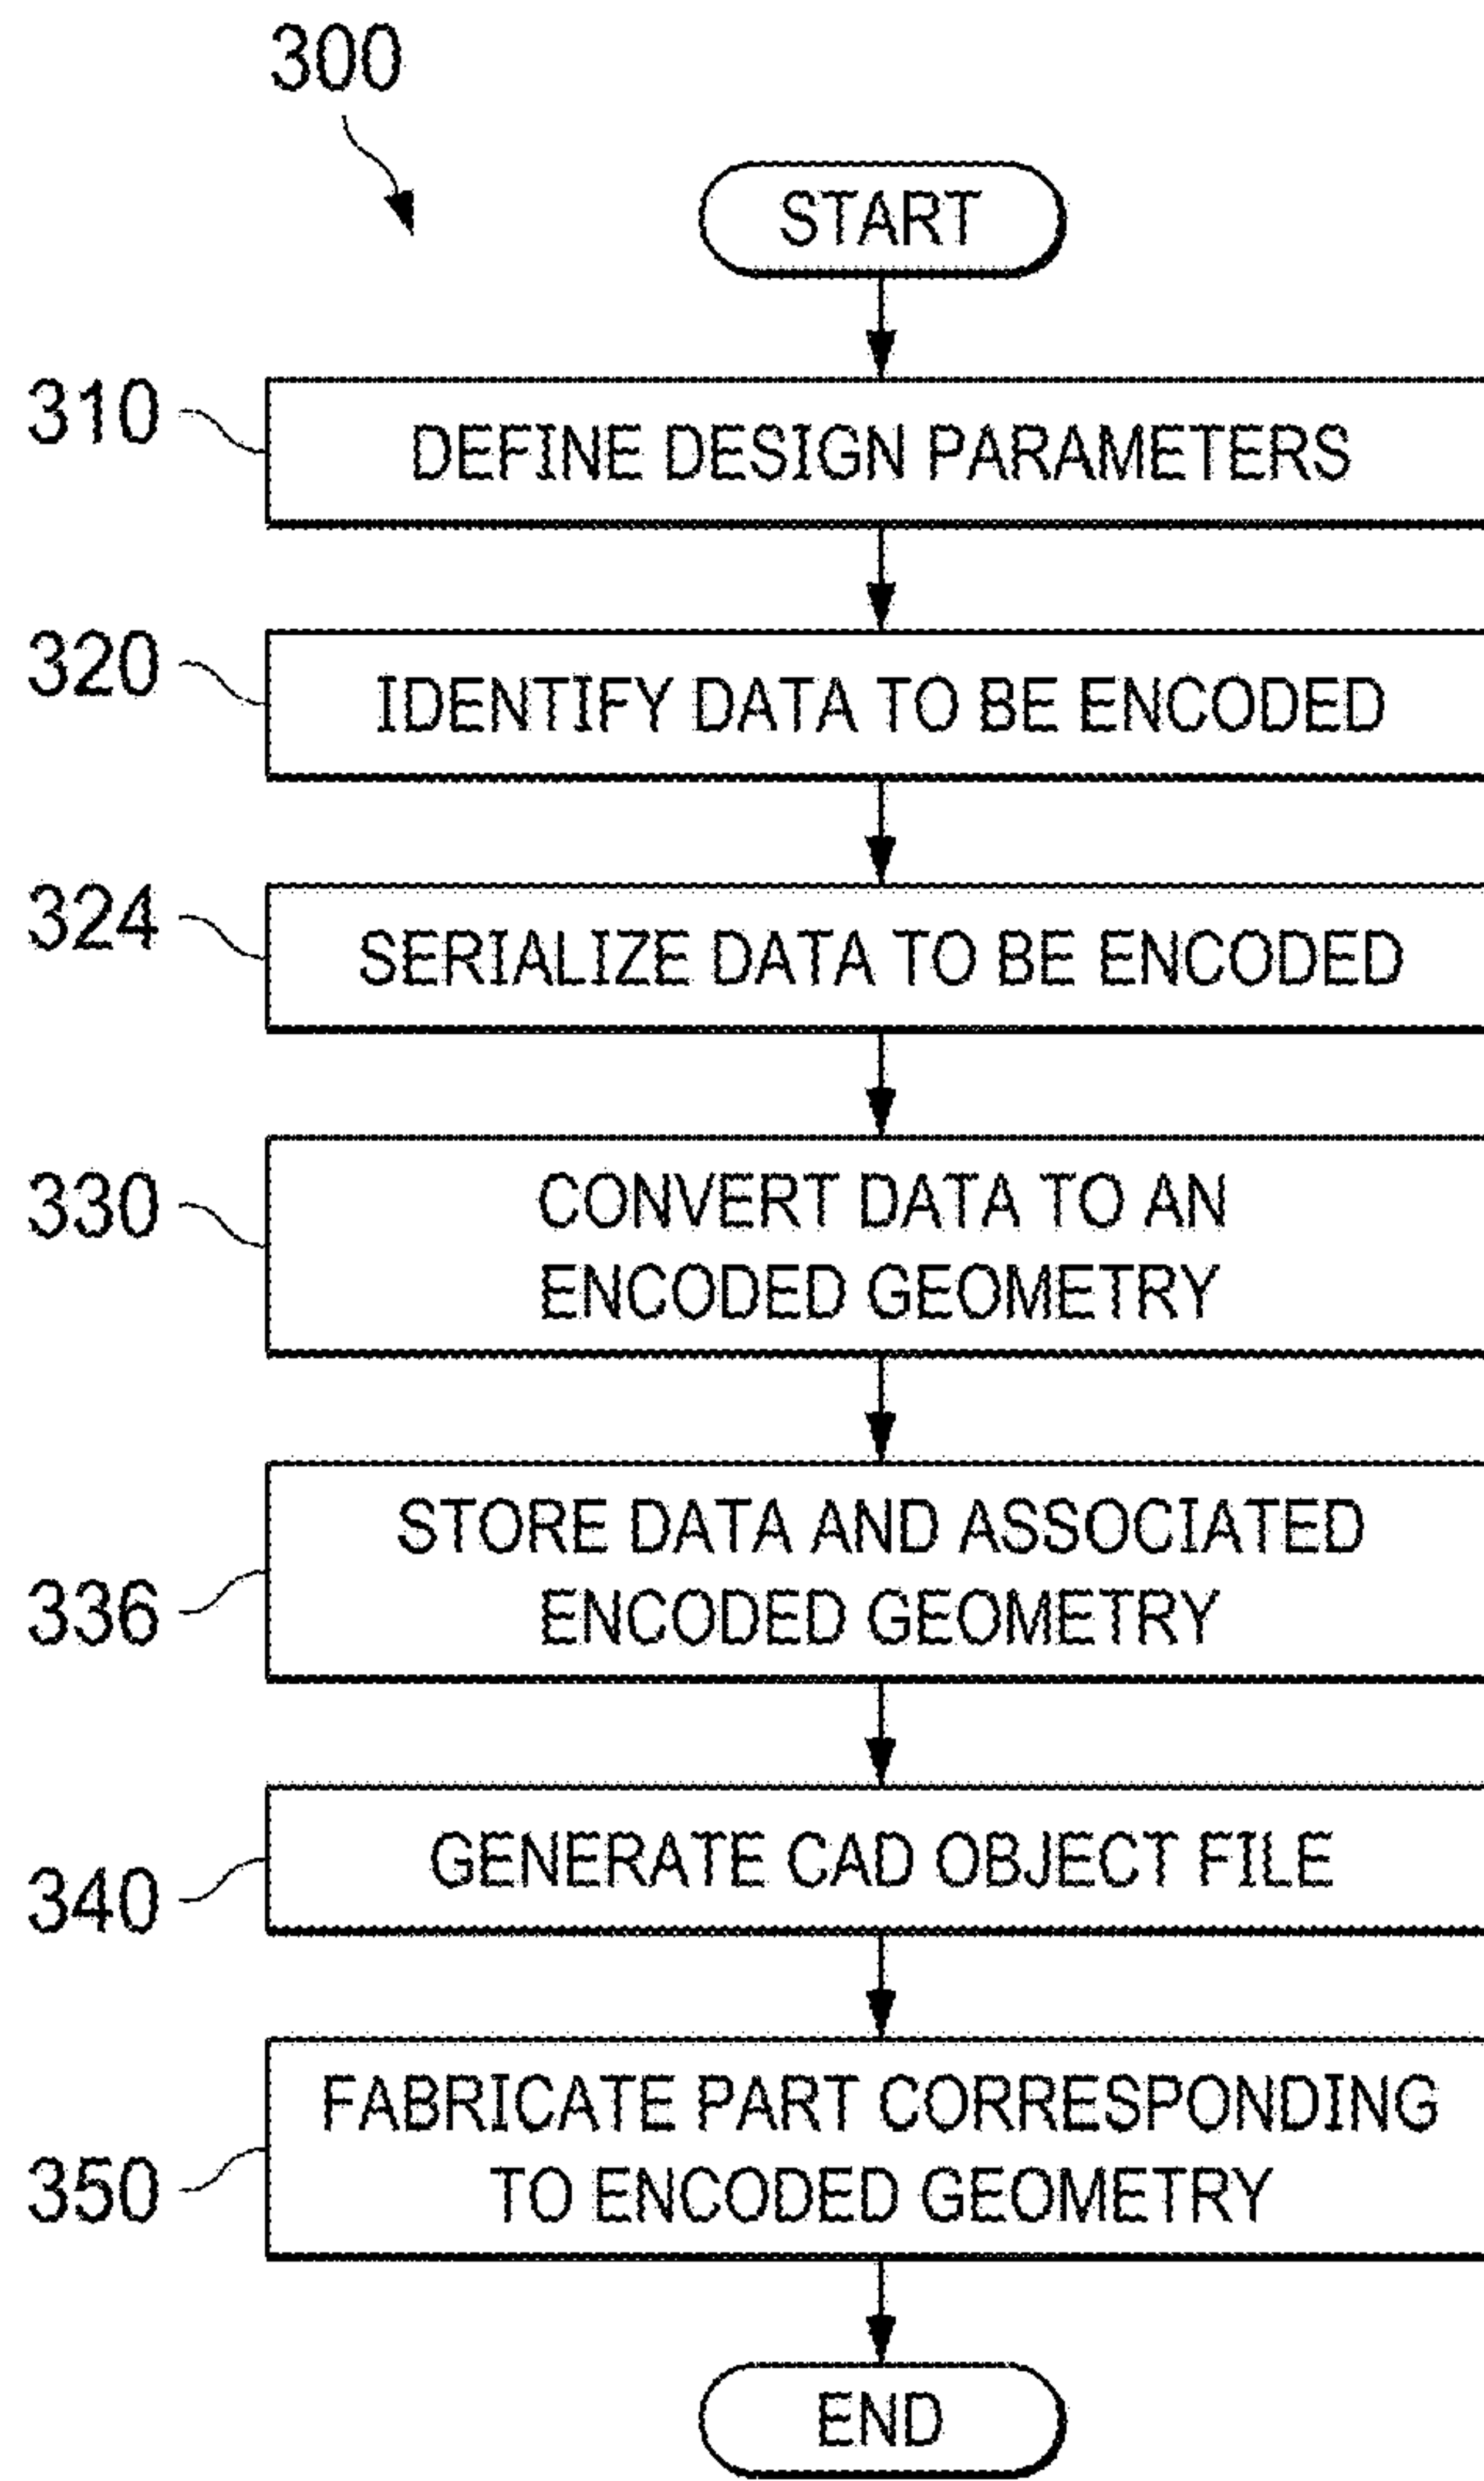 300
START
310
DEFINE DESIGN PARAMETERS
320
IDENTIFY DATA TO BE ENCODED
324
SERIALIZE DATA TO BE ENCODED
330
CONVERT DATA TO AN
ENCODED GEOMETRY
336
STORE DATA AND ASSOCIATED
ENCODED GEOMETRY
340
GENERATE CAD OBJECT FILE
350
FABRICATE PART CORRESPONDING
TO ENCODED GEOMETRY
END